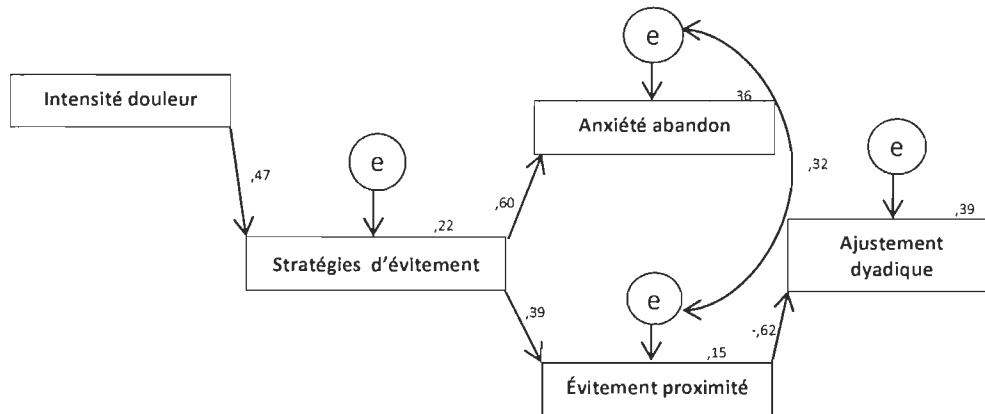 e
36
Intensité douleur
Anxiété abandon
e
e
,47
,60
,32
,22
,39
Stratégies d'évitement
Ajustement
dyadique
e
,39
-,62
,15
Évitement proximité